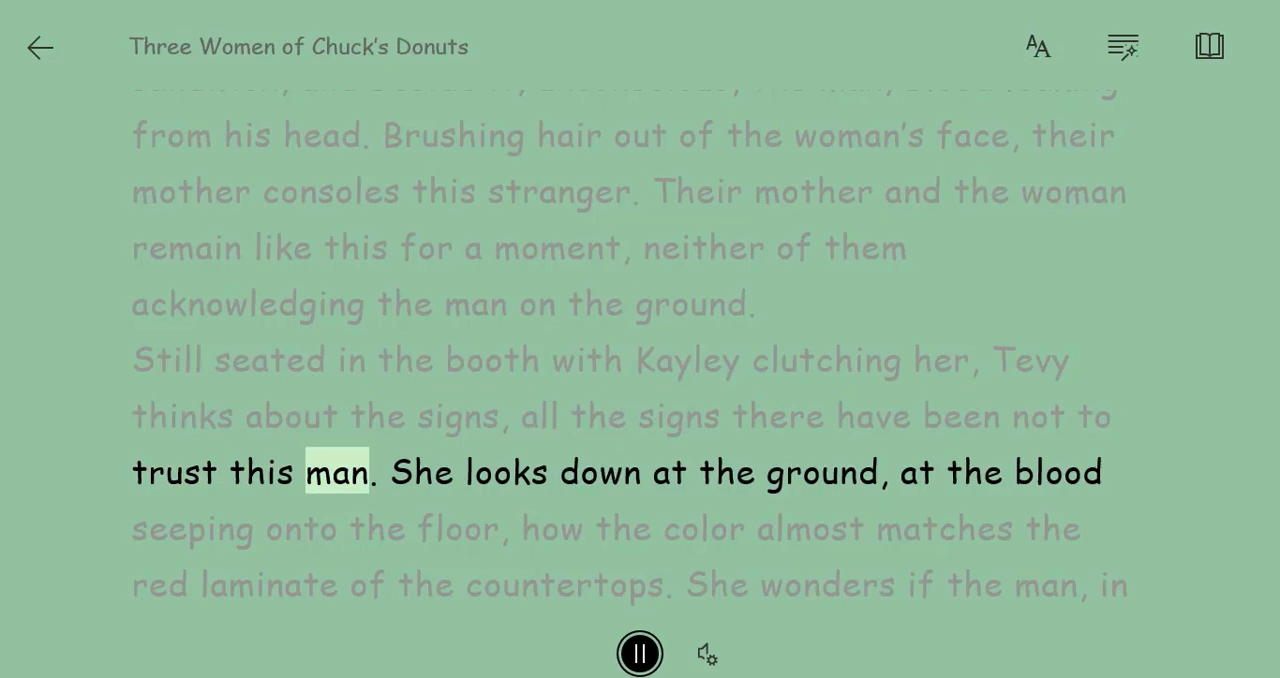 Three Women of Chuck's Donuts
from his head. Brushing hair out of the woman's face, their
mother consoles this stranger. Their mother and the woman
remain like this for a moment, neither of them
acknowledging the man on the ground.
Still seated in the booth with Kayley clutching her, Tevy
thinks about the signs, all the signs there have been not to
trust this man. She looks down at the ground, at the blood
seeping onto the floor, how the color almost matches the
red laminate of the countertops. She wonders if the man, in